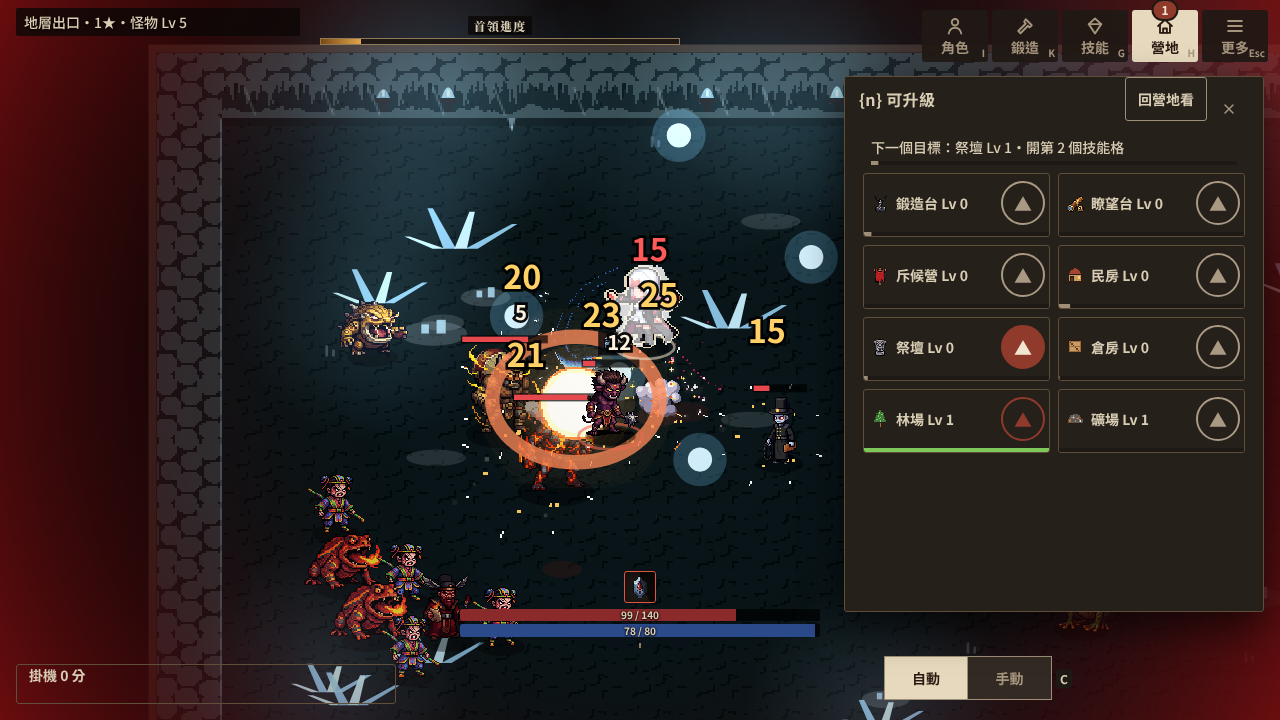 地層出口・1★・怪物 Lv 5
首領進度
1
角色 I
鍛造 K
技能 G
營地 H
更多 Esc
{n} 可升級
回營地看
×
下一個目標：祭壇 Lv 1・開第 2 個技能格
鍛造台 Lv 0
瞭望台 Lv 0
斥候營 Lv 0
民房 Lv 0
祭壇 Lv 0
倉房 Lv 0
林場 Lv 1
礦場 Lv 1
15
20
25
5
23
12
15
21
99 / 140
78 / 80
掛機 0 分
自動
手動
C